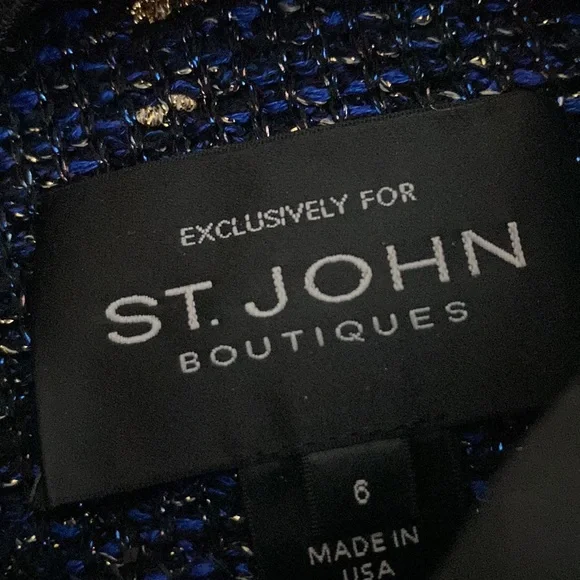 EXCLUSIVELY FOR
ST. JOHN
BOUTIQUES
6
MADE IN
USA